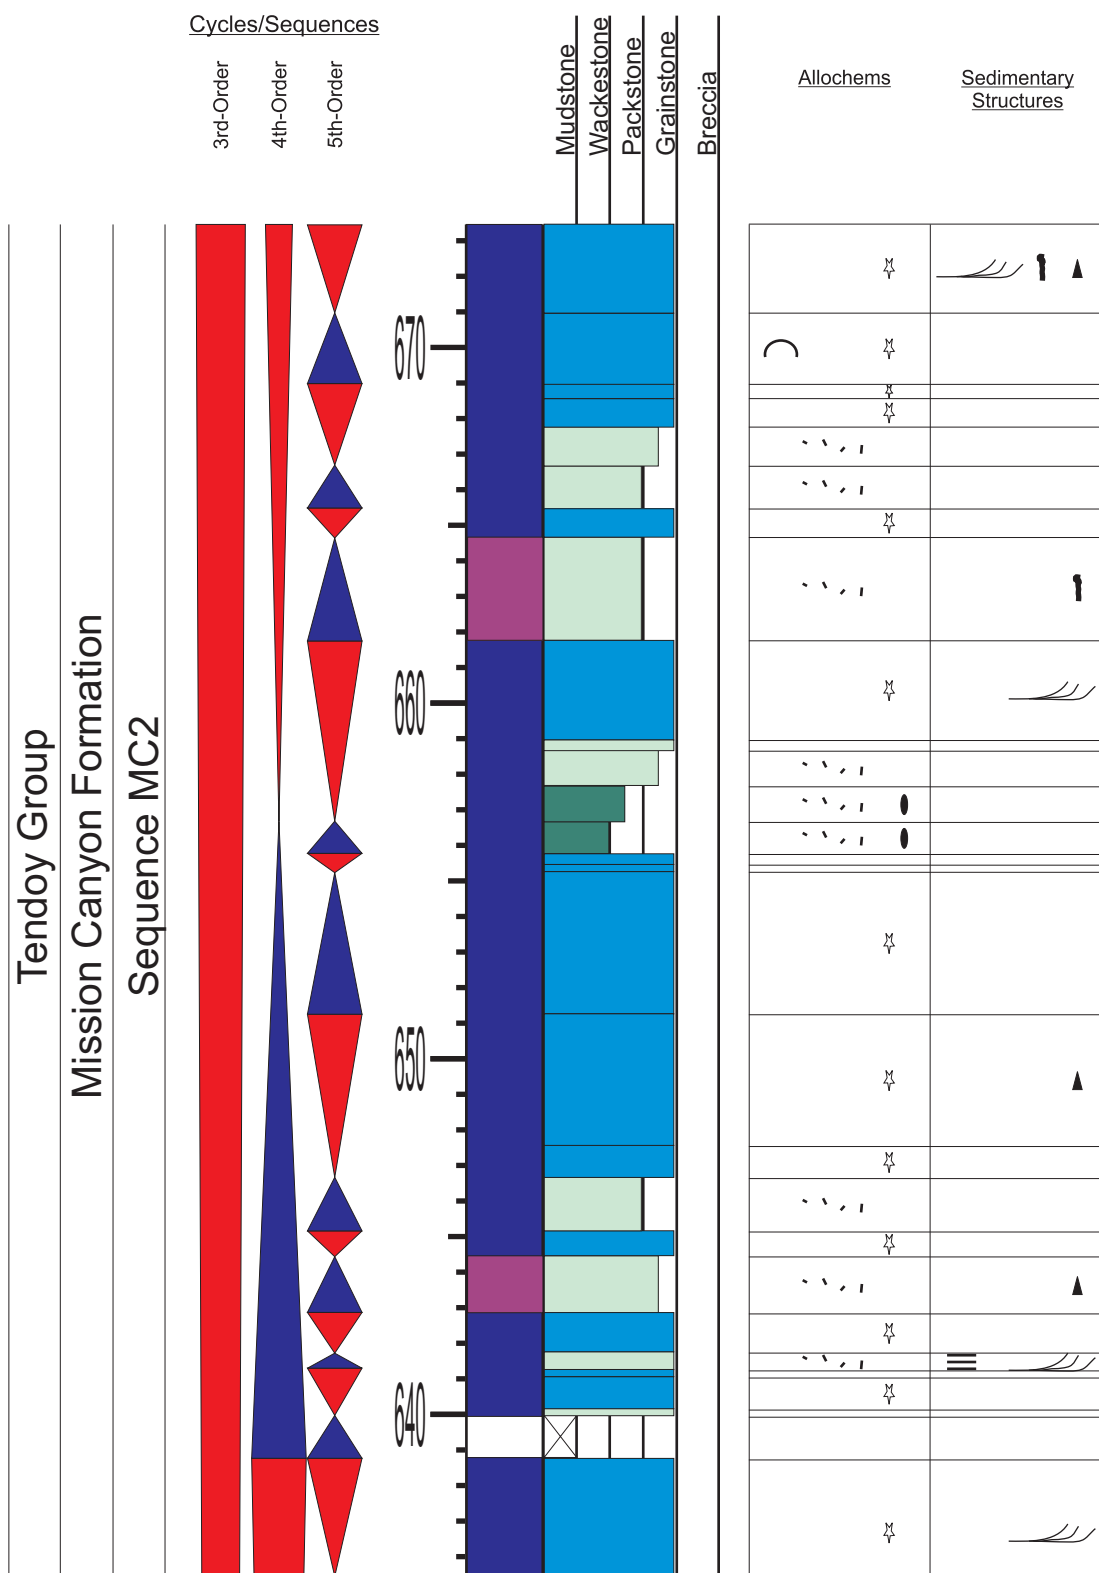 Cycles/Sequences
3rd-Order
4th-Order
5th-Order
Mudstone
Wackestone
Packstone
Grainstone
Breccia
Allochems
Sedimentary
Structures
Tendoy Group
Mission Canyon Formation
Sequence MC2
670
660
650
640